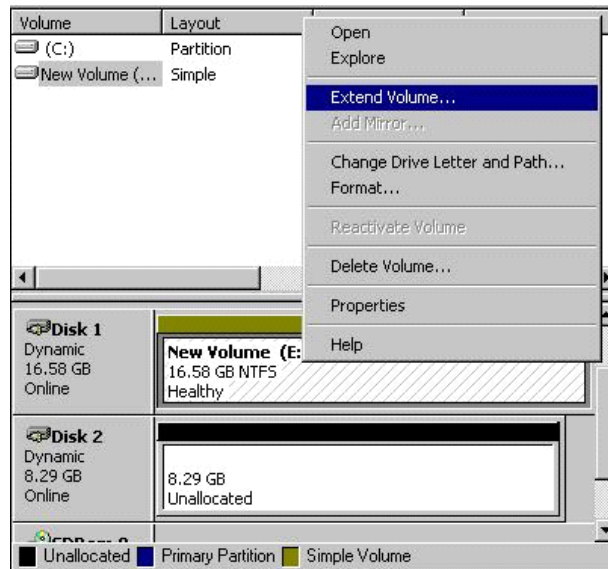 Volume Layout
(C:) Partition
New Volume (... Simple
Open
Explore
Extend Volume...
Add Mirror...
Change Drive Letter and Path...
Format...
Reactivate Volume
Delete Volume...
Properties
Help
Disk 1
Dynamic
16.58 GB
Online
New Volume (E:
16.58 GB NTFS
Healthy
Disk 2
Dynamic
8.29 GB
Online
8.29 GB
Unallocated
Unallocated Primary Partition Simple Volume